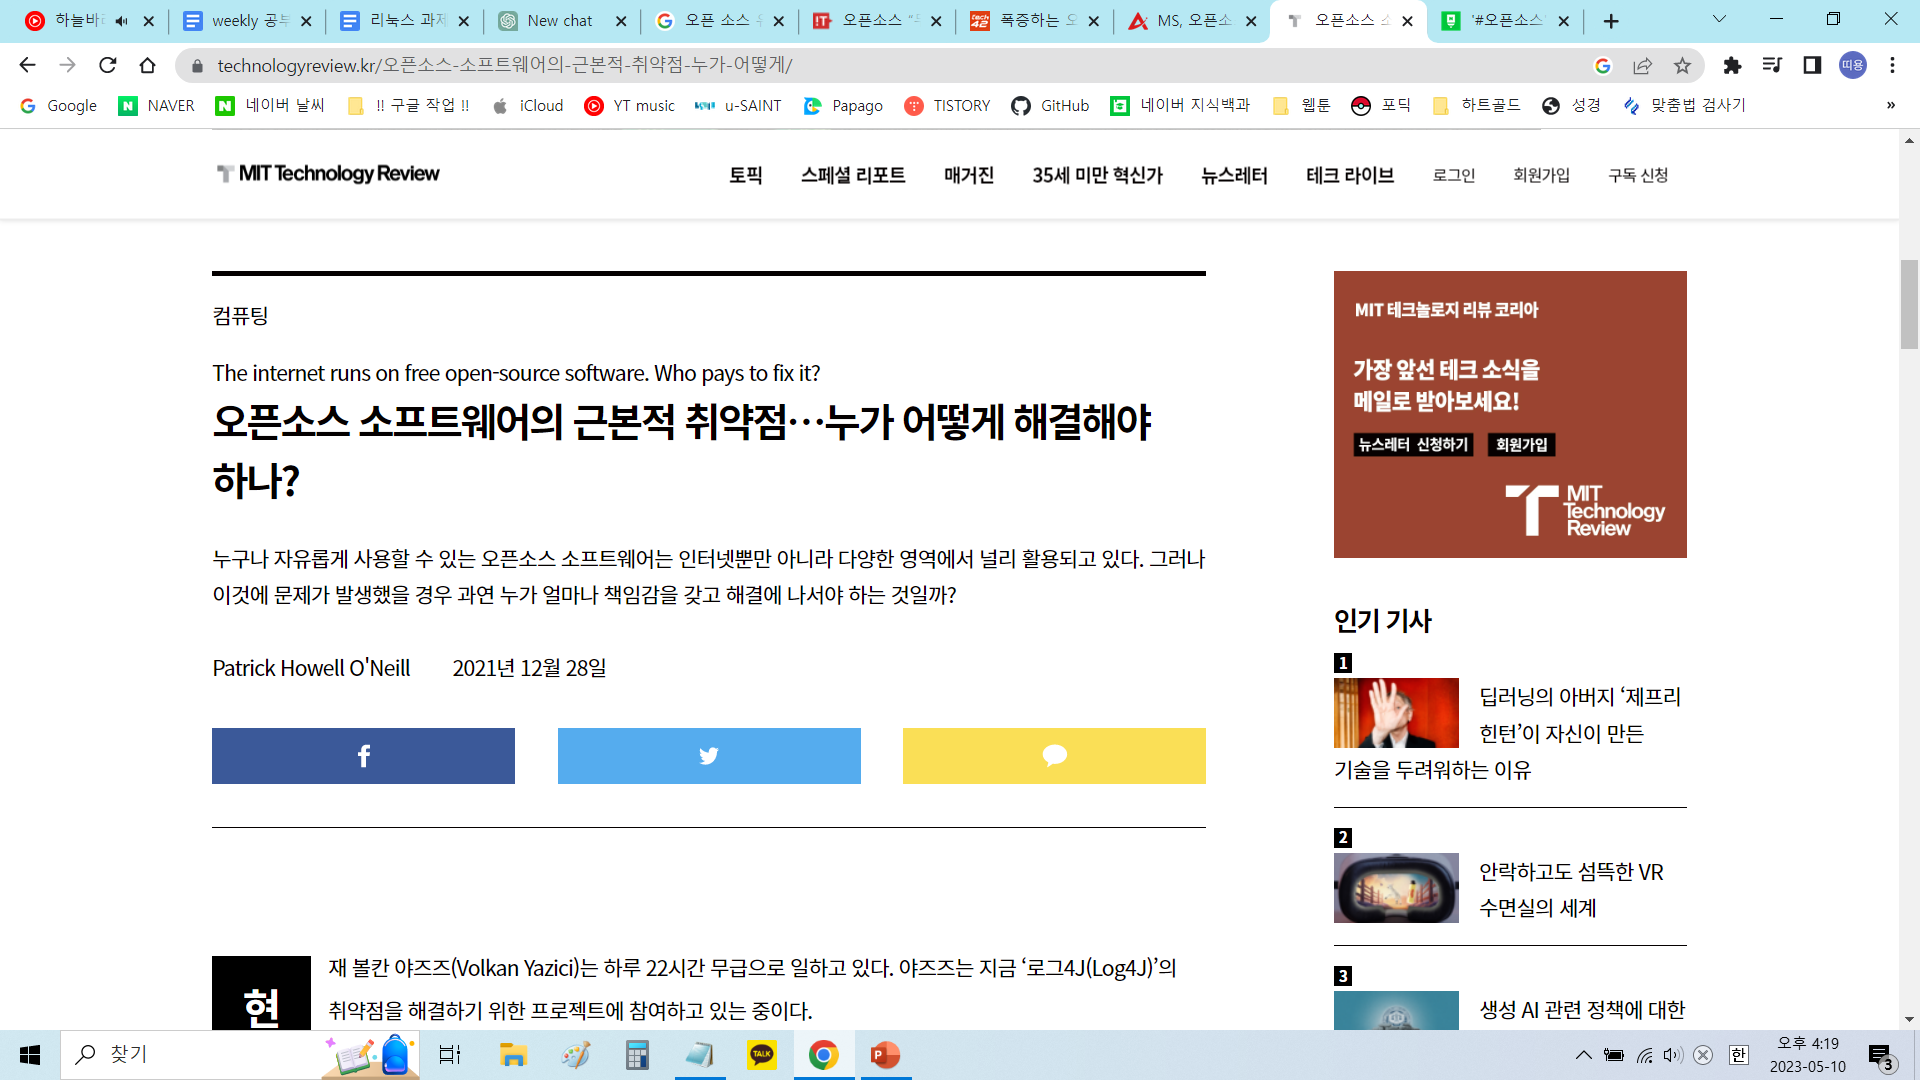 하늘바라
weekly 공부
리눅스 과제
New chat
오픈 소스
오픈소스
폭증하는 오
MS, 오픈소
오픈소스 소
'#오픈소스'
technologyreview.kr/오픈소스-소프트웨어의-근본적-취약점-누가-어떻게/
띠용
Google
NAVER
네이버 날씨
!! 구글 작업 !!
iCloud
YT music
u-SAINT
Papago
TISTORY
GitHub
네이버 지식백과
웹툰
포딕
하트골드
성경
맞춤법 검사기
»
MIT Technology Review
토픽
스페셜 리포트
매거진
35세 미만 혁신가
뉴스레터
테크 라이브
로그인
회원가입
구독 신청
컴퓨팅
The internet runs on free open-source software. Who pays to fix it?
오픈소스 소프트웨어의 근본적 취약점…누가 어떻게 해결해야
하나?
누구나 자유롭게 사용할 수 있는 오픈소스 소프트웨어는 인터넷뿐만 아니라 다양한 영역에서 널리 활용되고 있다. 그러나
이것에 문제가 발생했을 경우 과연 누가 얼마나 책임감을 갖고 해결에 나서야 하는 것일까?
Patrick Howell O'Neill 2021년 12월 28일
현
재 볼칸 야즈즈(Volkan Yazici)는 하루 22시간 무급으로 일하고 있다. 야즈즈는 지금 ‘로그4J(Log4J)’의
취약점을 해결하기 위한 프로젝트에 참여하고 있는 중이다.
MIT 테크놀로지 리뷰 코리아
가장 앞선 테크 소식을
메일로 받아보세요!
뉴스레터 신청하기
회원가입
MIT
Technology
Review
인기 기사
1
딥러닝의 아버지 ‘제프리
힌턴’이 자신이 만든
기술을 두려워하는 이유
2
안락하고도 섬뜩한 VR
수면실의 세계
3
생성 AI 관련 정책에 대한
찾기
TALK
한
오후 4:19
2023-05-10
3